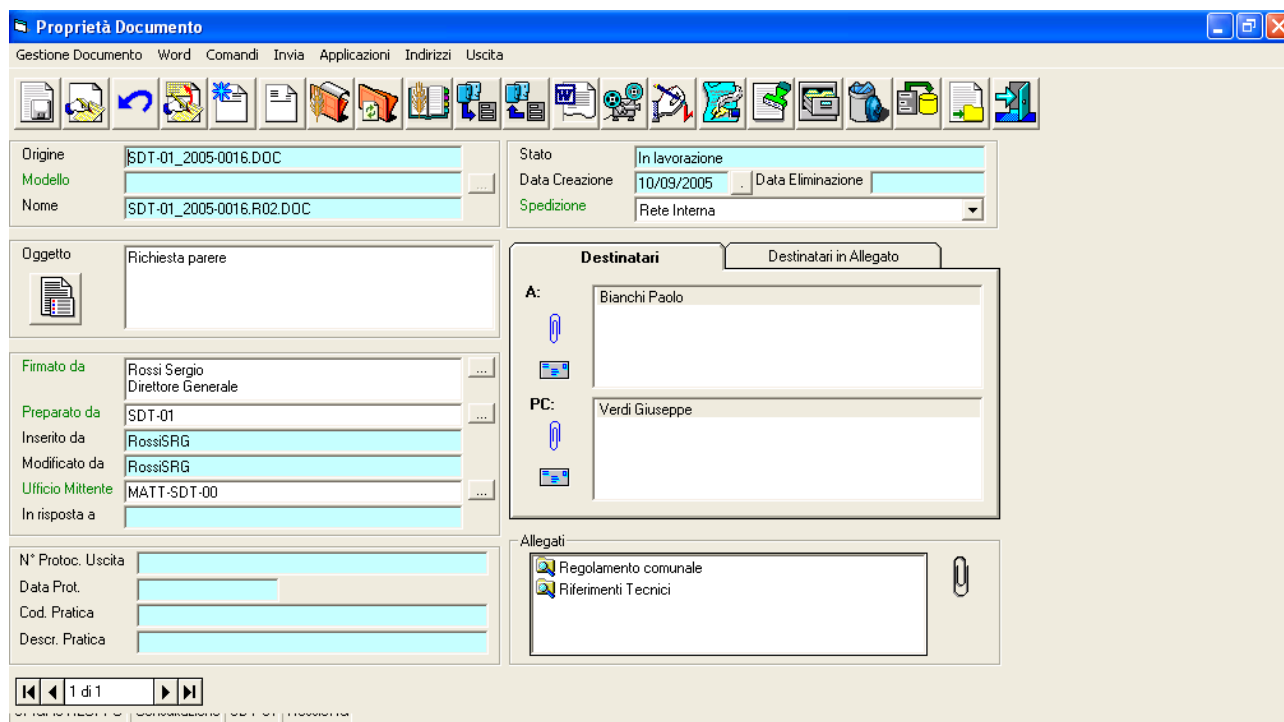 Proprietà Documento
Gestione Documento Word Comandi Invia Applicazioni Indirizzi Uscita
Origine SDT-01_2005-0016.DOC
Modello ...
Nome SDT-01_2005-0016.R02.DOC
Stato In lavorazione
Data Creazione 10/09/2005 . Data Eliminazione
Spedizione Rete Interna
Oggetto Richiesta parere
Destinatari Destinatari in Allegato
A: Bianchi Paolo
PC: Verdi Giuseppe
Firmato da Rossi Sergio ...
Direttore Generale
Preparato da SDT-01 ...
Inserito da RossiSRG
Modificato da RossiSRG
Ufficio Mittente MATT-SDT-00 ...
In risposta a
N° Protoc. Uscita
Data Prot.
Cod. Pratica
Descr. Pratica
Allegati
Regolamento comunale
Riferimenti Tecnici
1 di 1